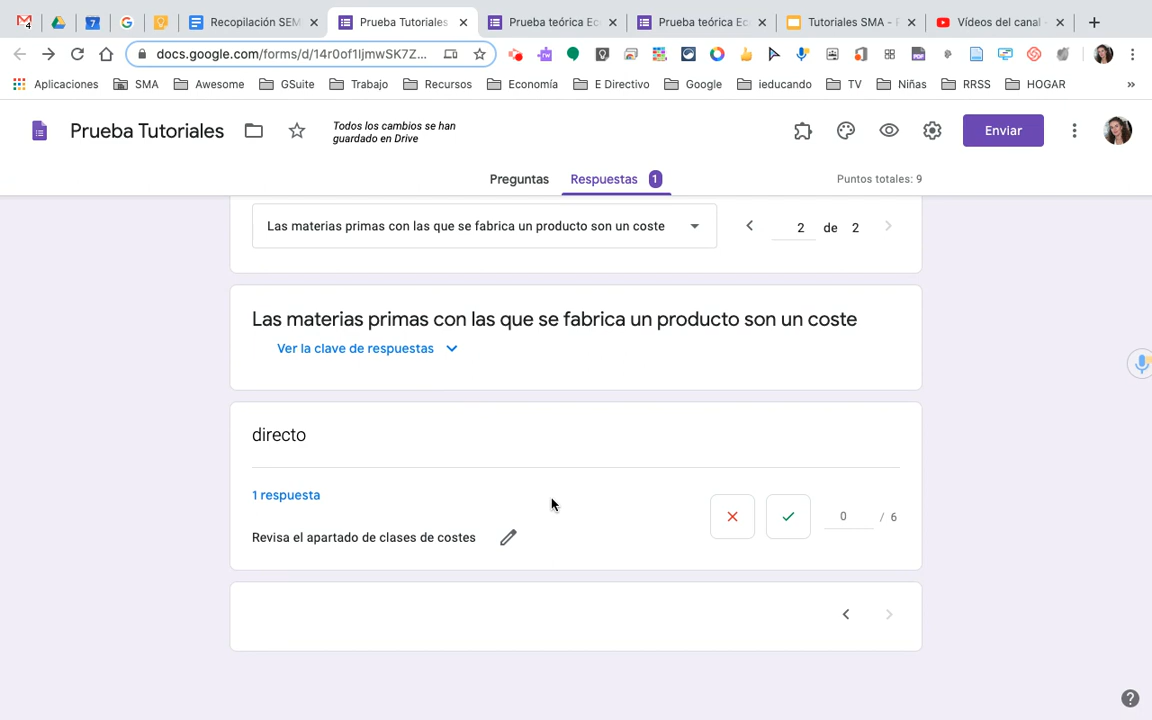 Recopilación SEM
Prueba Tutoriales
Prueba teórica Ec
Prueba teórica Ec
Tutoriales SMA - P
Vídeos del canal
docs.google.com/forms/d/14r0of1IjmwSK7Z...
Aplicaciones SMA Awesome GSuite Trabajo Recursos Economía E Directivo Google ieducando TV Niñas RRSS HOGAR »
Prueba Tutoriales
Todos los cambios se han
guardado en Drive
Enviar
Preguntas Respuestas 1
Puntos totales: 9
Las materias primas con las que se fabrica un producto son un coste
2 de 2
Las materias primas con las que se fabrica un producto son un coste
Ver la clave de respuestas
directo
1 respuesta
0 / 6
Revisa el apartado de clases de costes